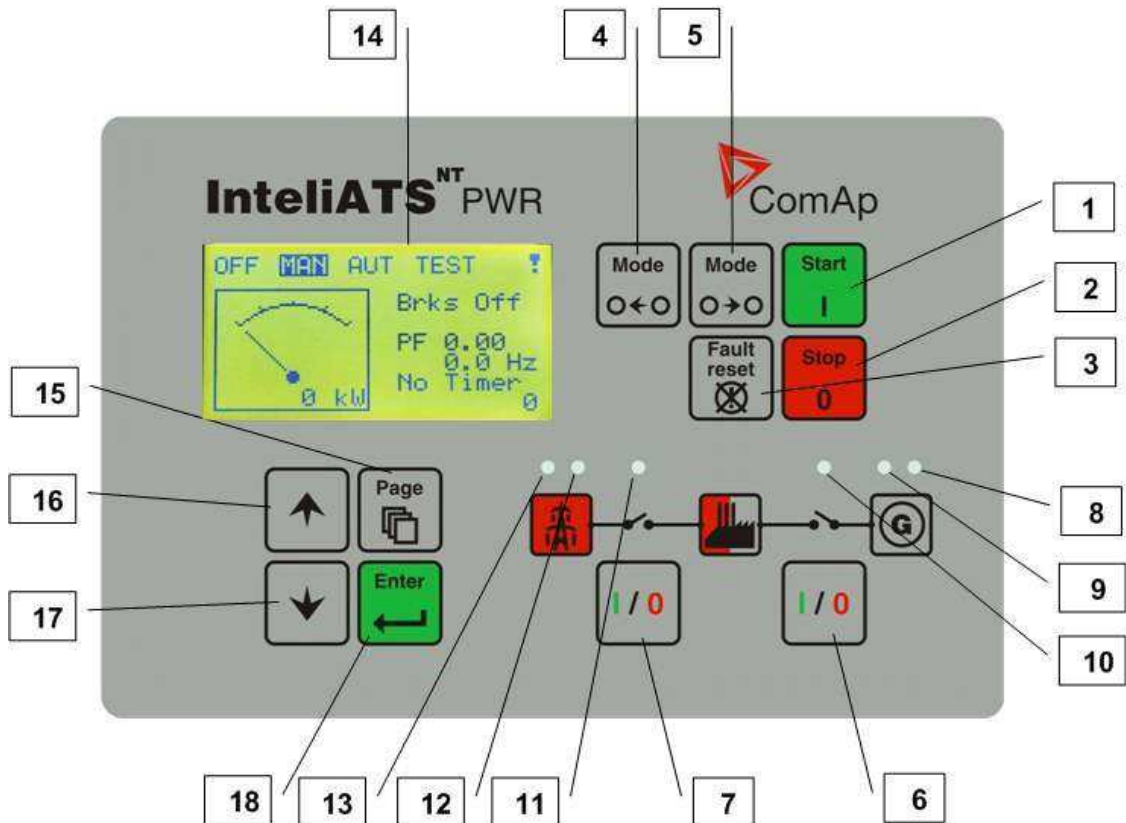 14
4
5
InteliATS NT PWR
ComAp
1
OFF MAN AUT TEST !
Brks Off
PF 0.00
0.0 Hz
No Timer
0 kW
0
Mode
Mode
Start
I
2
Fault
reset
Stop
0
3
15
16
Page
8
G
Enter
17
I / 0
I / 0
9
10
18
13
12
11
7
6